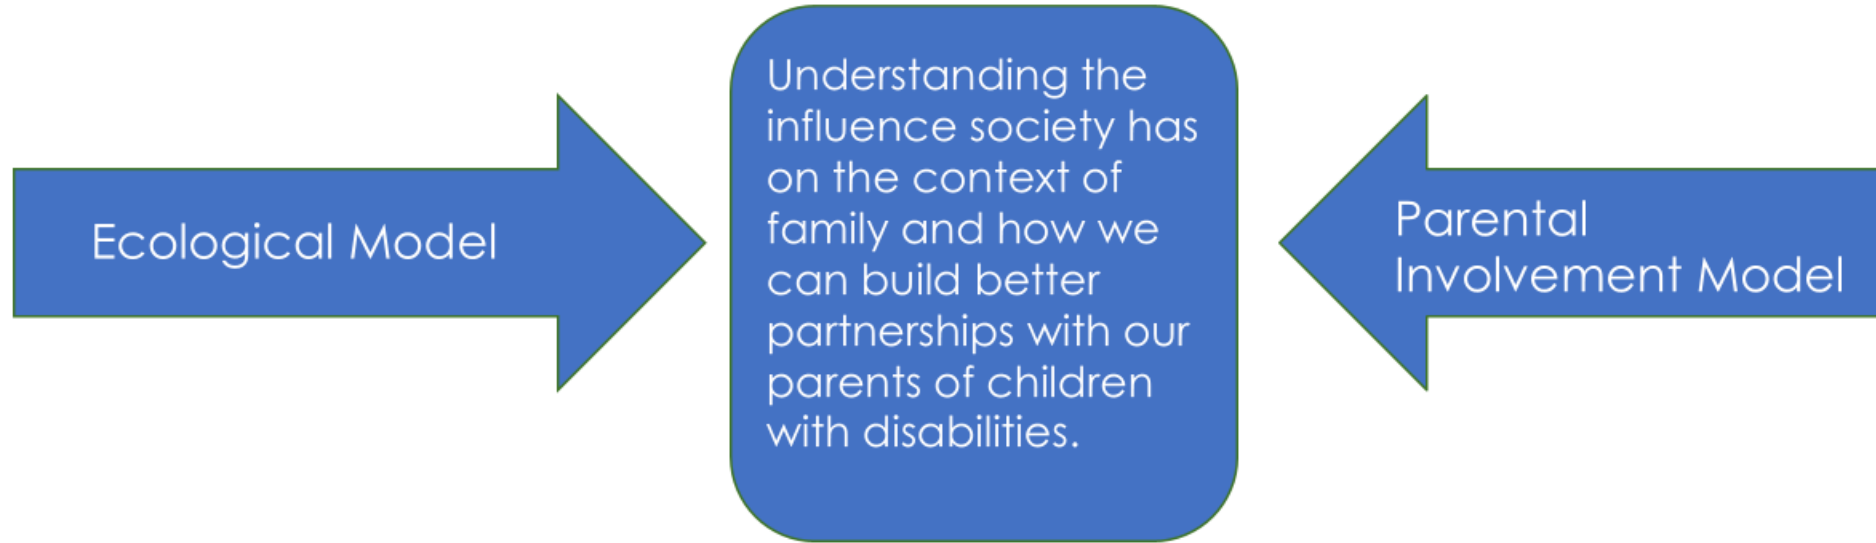 Ecological Model
Understanding the
influence society has
on the context of
family and how we
can build better
partnerships with our
parents of children
with disabilities.
Parental
Involvement Model